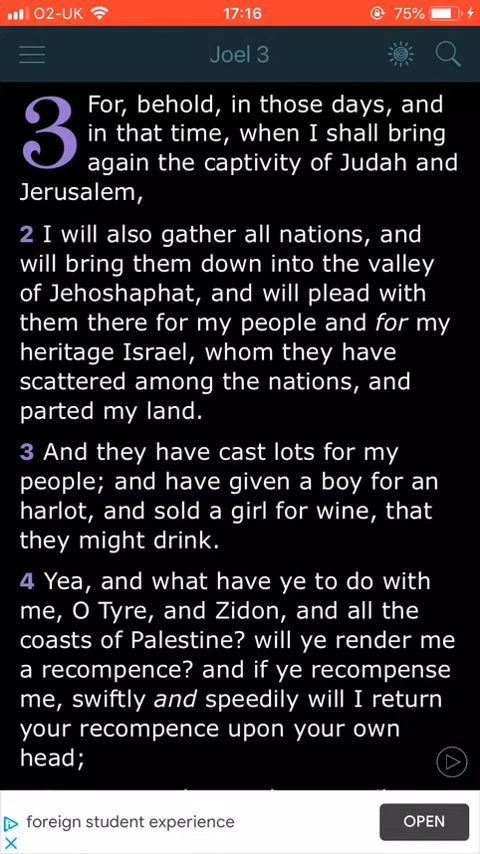 O2-UK 17:16 75%
Joel 3
3 For, behold, in those days, and
in that time, when I shall bring
again the captivity of Judah and
Jerusalem,
2 I will also gather all nations, and
will bring them down into the valley
of Jehoshaphat, and will plead with
them there for my people and for my
heritage Israel, whom they have
scattered among the nations, and
parted my land.
3 And they have cast lots for my
people; and have given a boy for an
harlot, and sold a girl for wine, that
they might drink.
4 Yea, and what have ye to do with
me, O Tyre, and Zidon, and all the
coasts of Palestine? will ye render me
a recompence? and if ye recompense
me, swiftly and speedily will I return
your recompence upon your own
head;
foreign student experience
OPEN